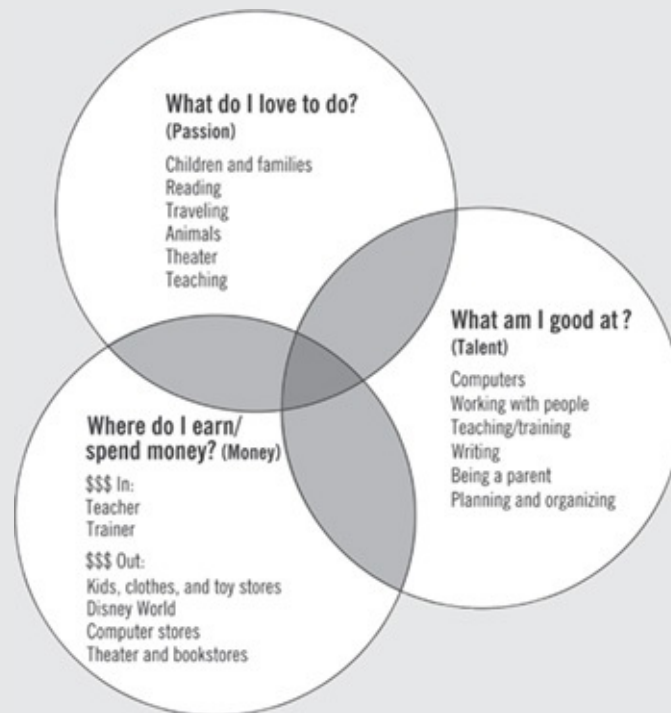 What do I love to do?
(Passion)
Children and families
Reading
Traveling
Animals
Theater
Teaching
What am I good at ?
(Talent)
Computers
Working with people
Teaching/training
Writing
Being a parent
Planning and organizing
Where do I earn/
spend money? (Money)
$$$ In:
Teacher
Trainer
$$$ Out:
Kids, clothes, and toy stores
Disney World
Computer stores
Theater and bookstores